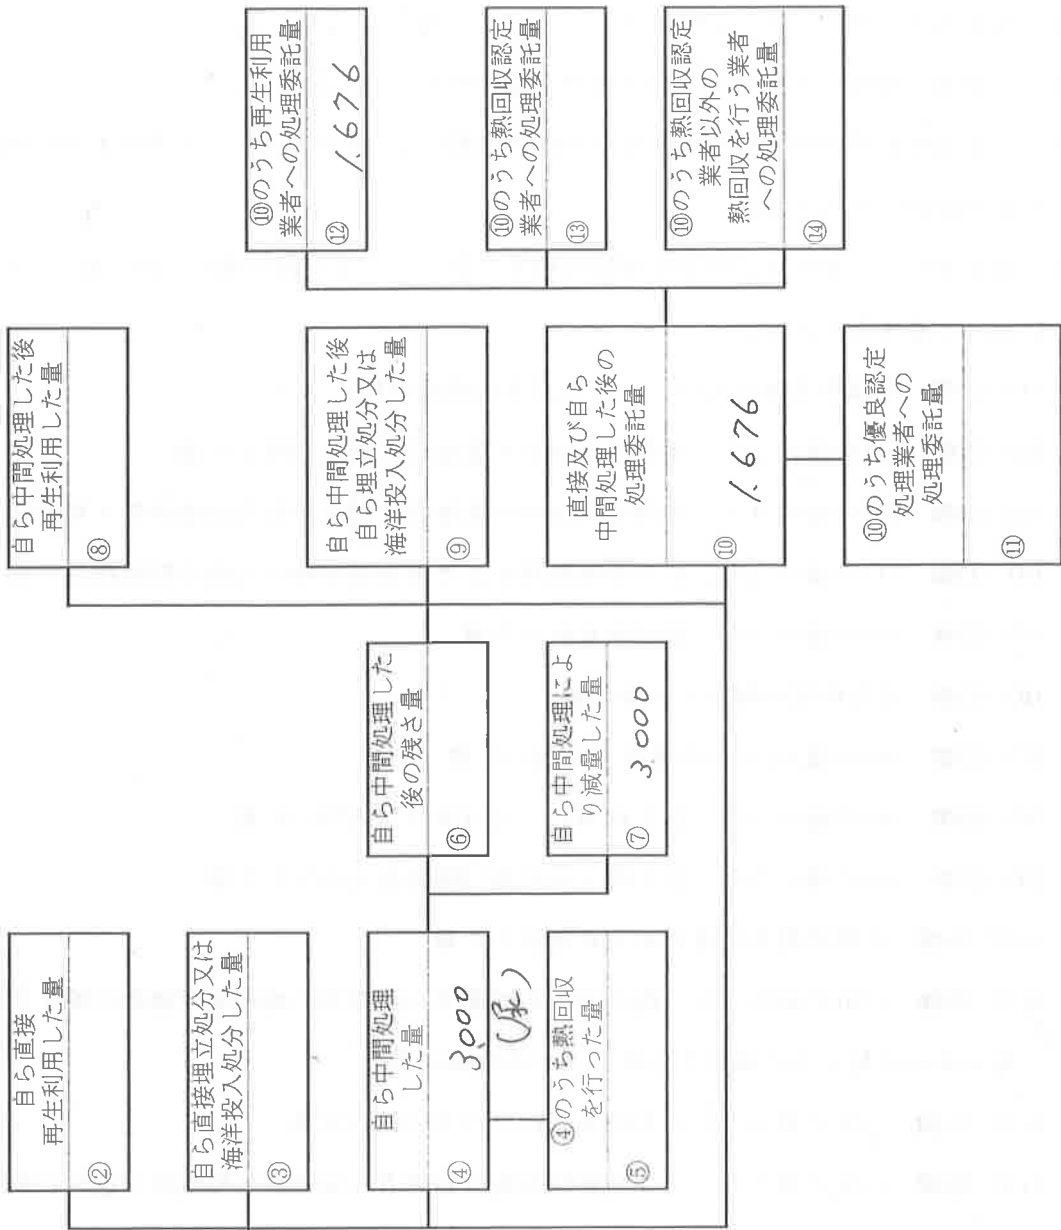 自ら直接
再生利用した量
②
自ら直接埋立処分又は
海洋投入処分した量
③
自ら中間処理
した量
④
3,000
(尿)
④のうち熱回収
を行った量
⑤
自ら中間処理した
後の残さ量
⑥
自ら中間処理によ
り減量した量
⑦
3,000
自ら中間処理した後
再生利用した量
⑧
自ら中間処理した後
自ら埋立処分又は
海洋投入処分した量
⑨
直接及び自ら
中間処理した後の
処理委託量
⑩
1.676
⑩のうち優良認定
処理業者への
処理委託量
⑪
⑩のうち再生利用
業者への処理委託量
⑫
1.676
⑩のうち熱回収認定
業者への処理委託量
⑬
⑩のうち熱回収認定
業者以外の
熱回収を行う業者
への処理委託量
⑭